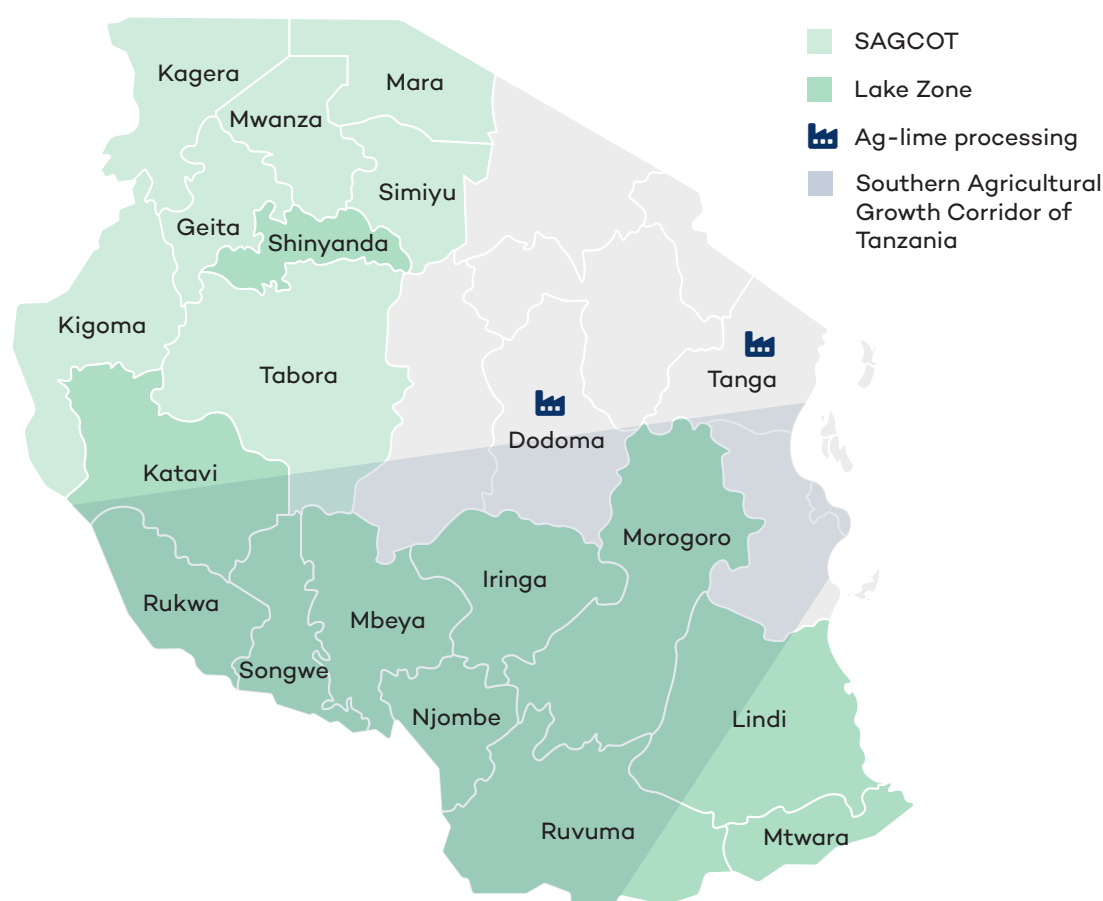 SAGCOT
Lake Zone
Ag-lime processing
Southern Agricultural
Growth Corridor of
Tanzania
Kagera
Mara
Mwanza
Simiyu
Geita
Shinyanda
Kigoma
Tabora
Tanga
Dodoma
Katavi
Morogoro
Iringa
Rukwa
Mbeya
Songwe
Njombe
Lindi
Ruvuma
Mtwara